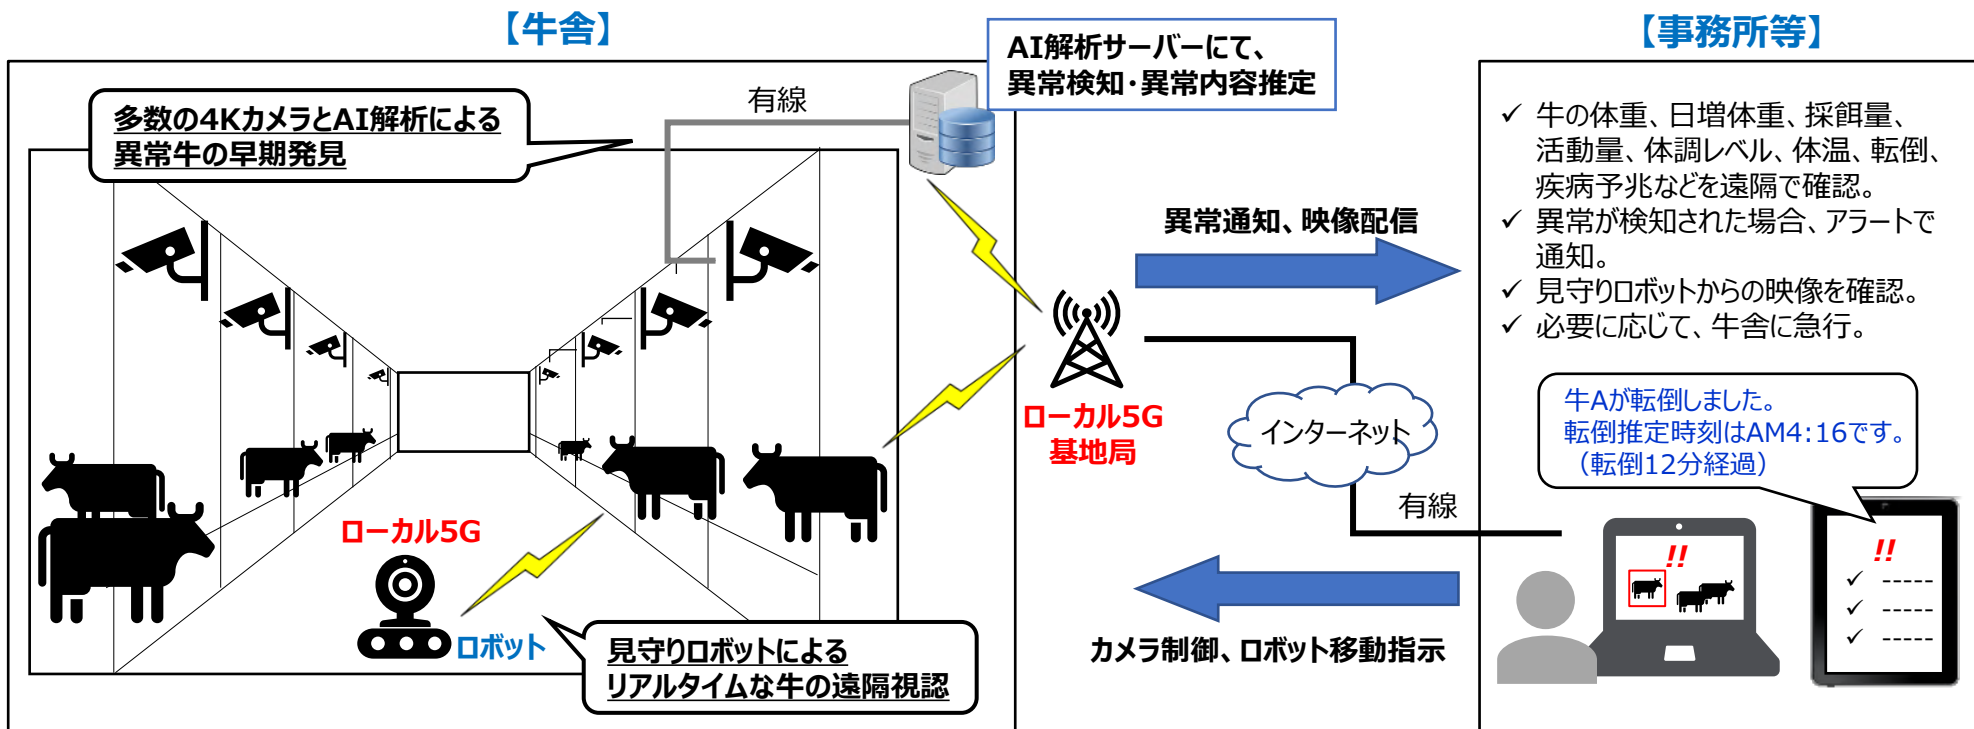 【牛舎】
AI解析サーバーにて、
異常検知・異常内容推定
【事務所等】
有線
多数の4KカメラとAI解析による
異常牛の早期発見
✓ 牛の体重、日増体重、採餌量、
活動量、体調レベル、体温、転倒、
疾病予兆などを遠隔で確認。
✓ 異常が検知された場合、アラートで
通知。
✓ 見守りロボットからの映像を確認。
✓ 必要に応じて、牛舎に急行。
異常通知、映像配信
ローカル5G
基地局
インターネット
有線
牛Aが転倒しました。
転倒推定時刻はAM4:16です。
（転倒12分経過）
ローカル5G
ロボット
見守りロボットによる
リアルタイムな牛の遠隔視認
カメラ制御、ロボット移動指示
!!
!!
✓ -----
✓ -----
✓ -----